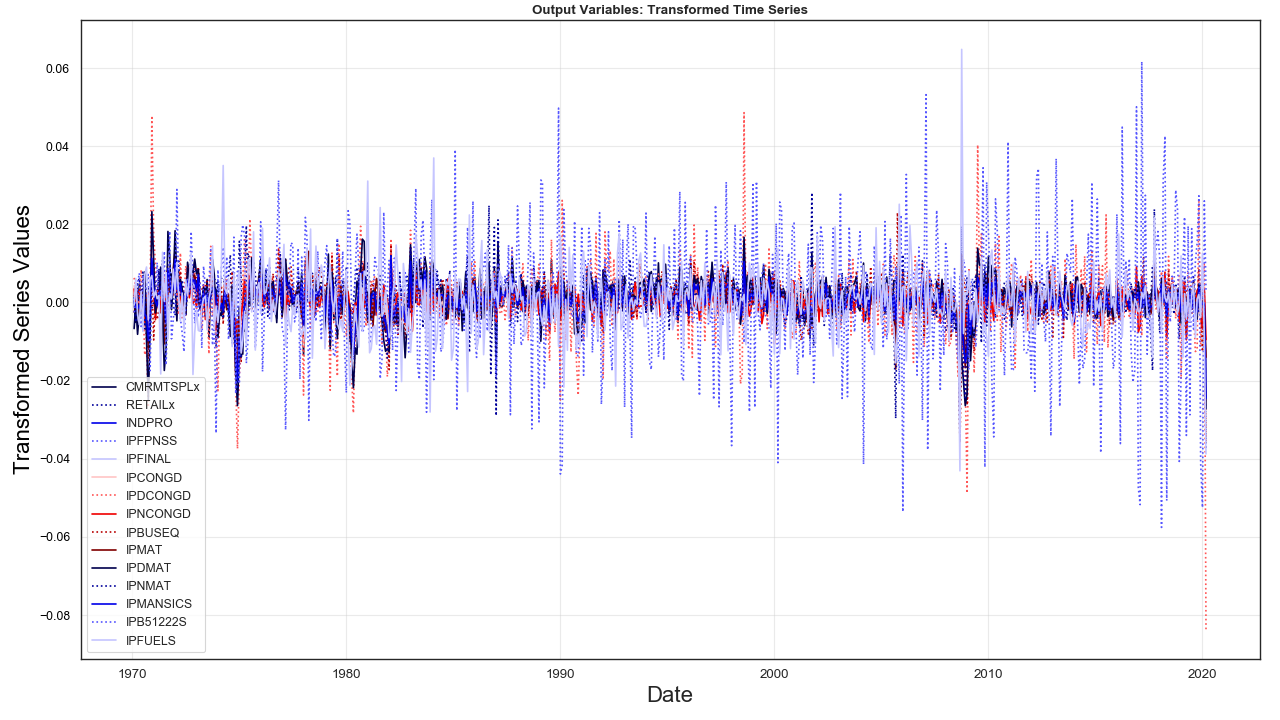 Output Variables: Transformed Time Series
Transformed Series Values
0.06
0.04
0.02
0.00
−0.02
−0.04
−0.06
−0.08
CMRMTSPLx
RETAILx
INDPRO
IPFPNSS
IPFINAL
IPCONGD
IPDCONGD
IPNCONGD
IPBUSEQ
IPMAT
IPDMAT
IPNMAT
IPMANSICS
IPB51222S
IPFUELS
1970 1980 1990 2000 2010 2020
Date